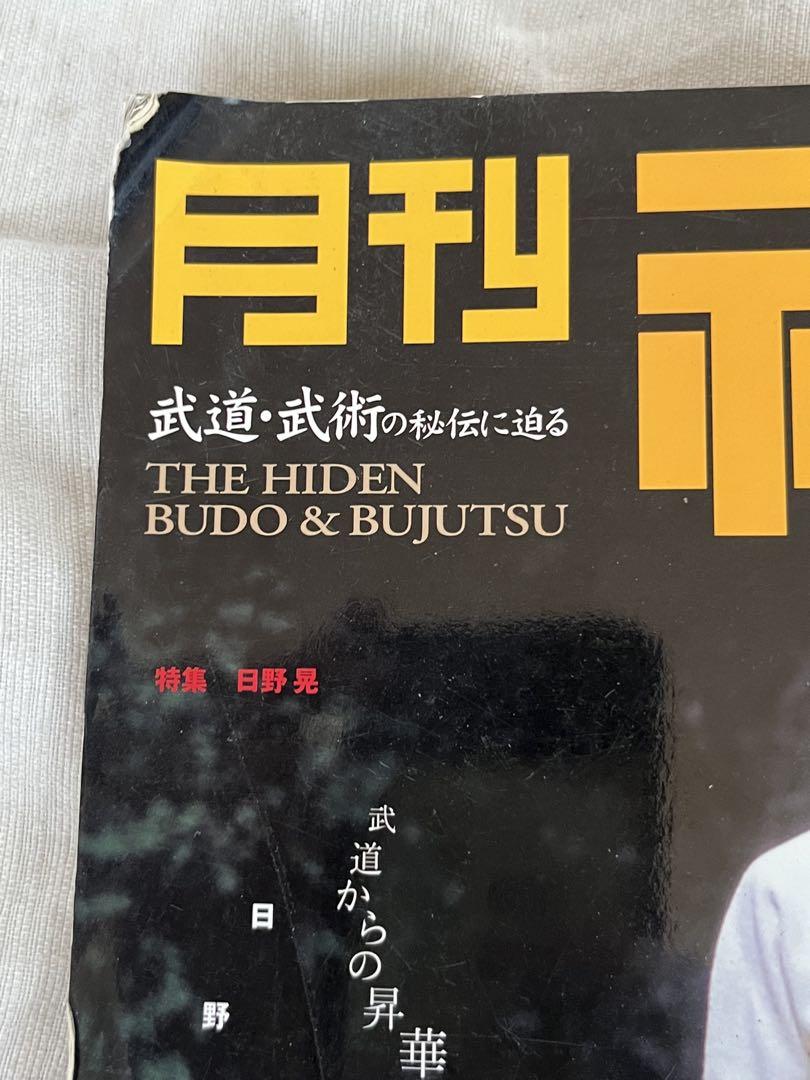 月刊
武道・武術の秘伝に迫る
THE HIDEN
BUDO & BUJUTSU
特集 日野 晃
武道からの昇華
日野